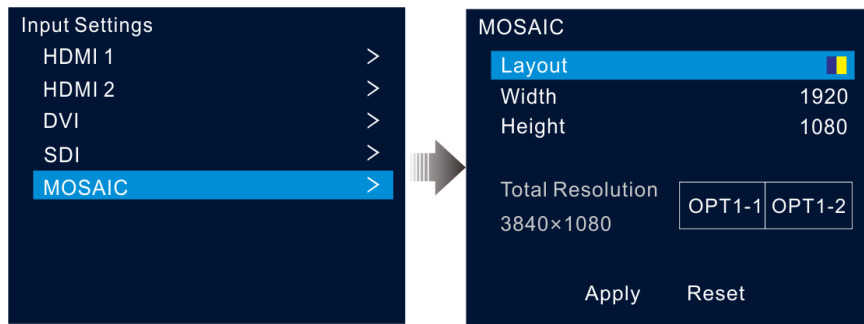 Input Settings
HDMI 1 >
HDMI 2 >
DVI >
SDI >
MOSAIC >
MOSAIC
Layout
Width 1920
Height 1080
Total Resolution
3840×1080
OPT1-1 OPT1-2
Apply Reset